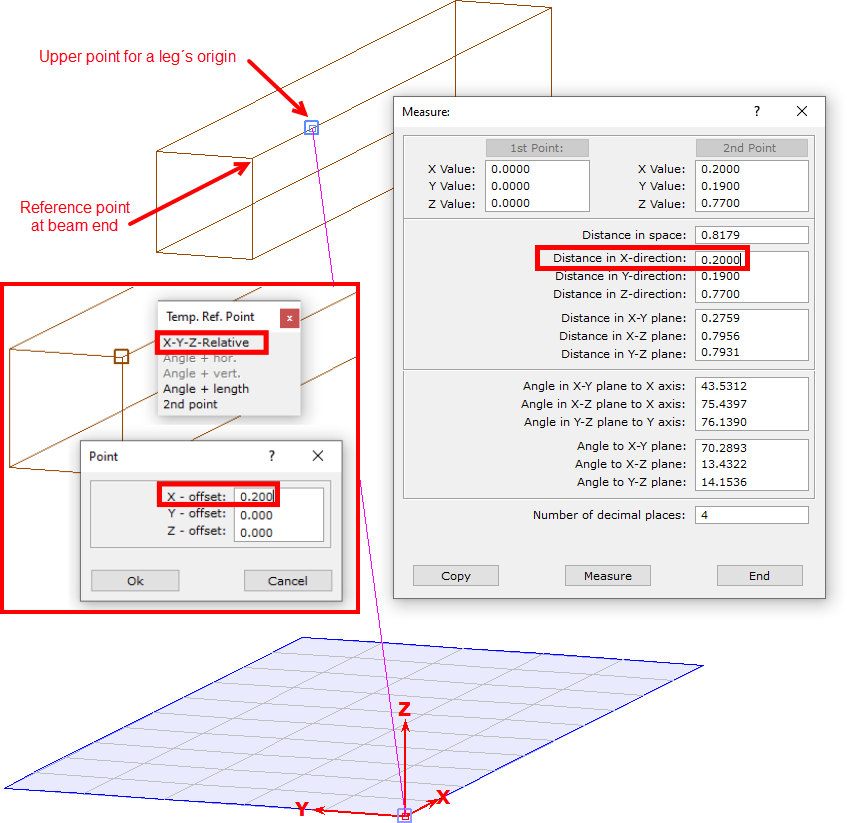 Upper point for a leg´s origin
Reference point
at beam end
Measure:
?
1st Point:
2nd Point
X Value: 0.0000
X Value: 0.2000
Y Value: 0.0000
Y Value: 0.1900
Z Value: 0.0000
Z Value: 0.7700
Distance in space: 0.8179
Distance in X-direction: 0.2000
Distance in Y-direction: 0.1900
Distance in Z-direction: 0.7700
Distance in X-Y plane: 0.2759
Distance in X-Z plane: 0.7956
Distance in Y-Z plane: 0.7931
Angle in X-Y plane to X axis: 43.5312
Angle in X-Z plane to X axis: 75.4397
Angle in Y-Z plane to Y axis: 76.1390
Angle to X-Y plane: 70.2893
Angle to X-Z plane: 13.4322
Angle to Y-Z plane: 14.1536
Number of decimal places: 4
Copy
Measure
End
Temp. Ref. Point
x
X-Y-Z-Relative
Angle + hor.
Angle + vert.
Angle + length
2nd point
Point
?
X - offset: 0.200
Y - offset: 0.000
Z - offset: 0.000
Ok
Cancel
Z
Y
X